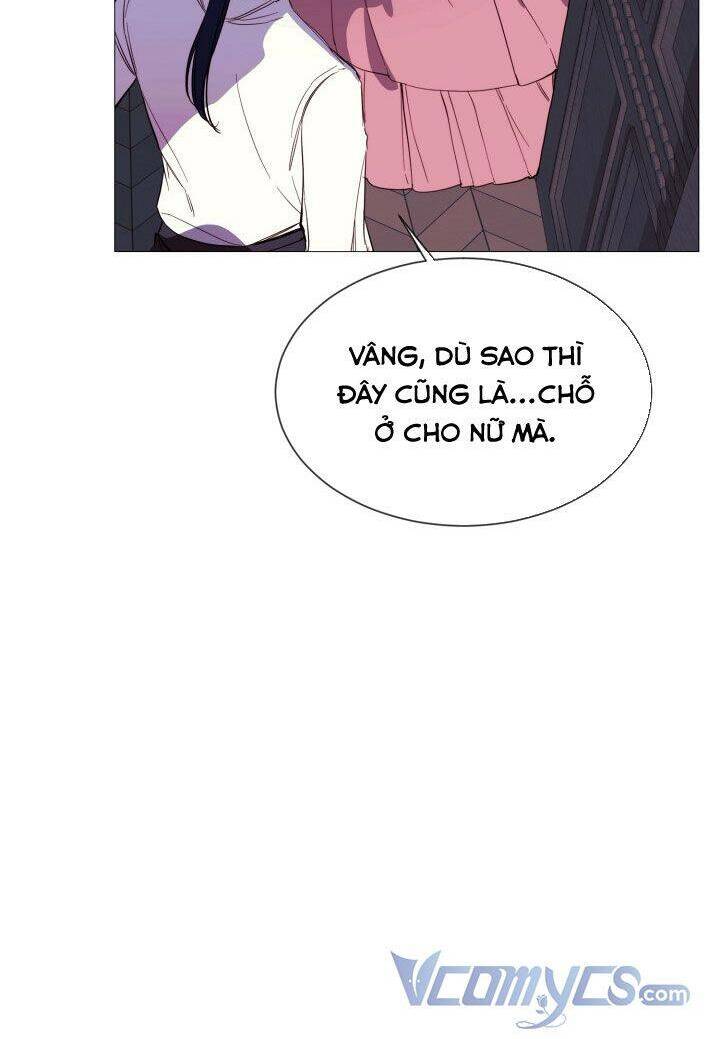 VÂNG, DÙ SAO THÌ
ĐÂY CŨNG LÀ...CHỖ
Ở CHO NỮ MÀ.
VCOMYCS.com